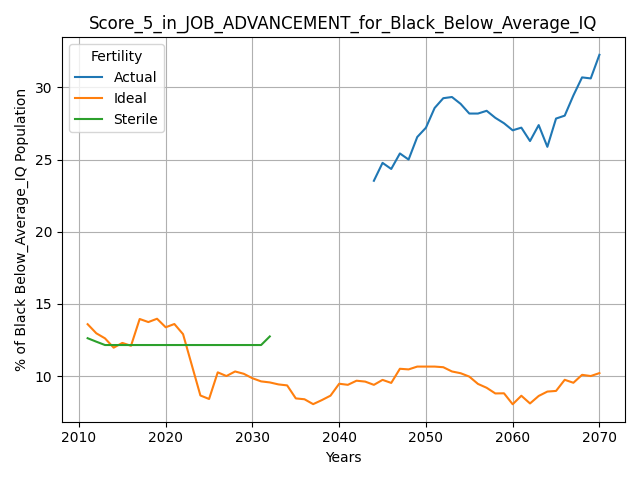 Score_5_in_JOB_ADVANCEMENT_for_Black_Below_Average_IQ
Fertility
Actual
Ideal
Sterile
% of Black Below_Average_IQ Population
30
25
20
15
10
2010 2020 2030 2040 2050 2060 2070
Years